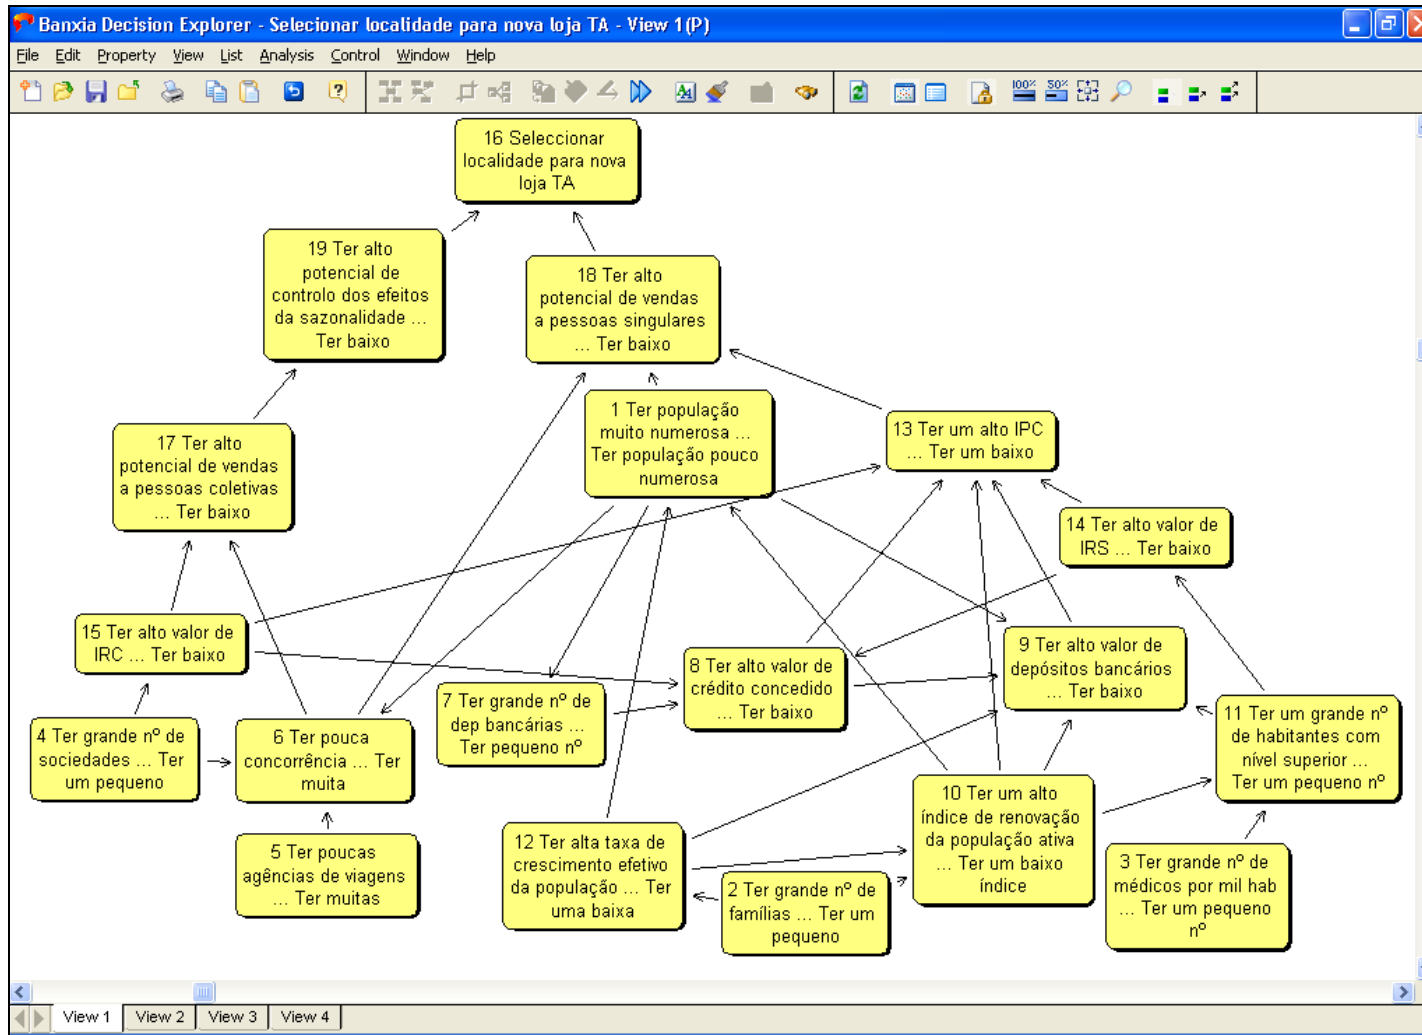 Banxia Decision Explorer - Selecionar localidade para nova loja TA - View 1(P)
File Edit Property View List Analysis Control Window Help
100% 50%
16 Seleccionar
localidade para nova
loja TA
19 Ter alto
potencial de
controlo dos efeitos
da sazonalidade ...
Ter baixo
18 Ter alto
potencial de vendas
a pessoas singulares
... Ter baixo
1 Ter população
muito numerosa ...
Ter população pouco
numerosa
13 Ter um alto IPC
... Ter um baixo
17 Ter alto
potencial de vendas
a pessoas coletivas
... Ter baixo
14 Ter alto valor de
IRS ... Ter baixo
15 Ter alto valor de
IRC ... Ter baixo
9 Ter alto valor de
depósitos bancários
... Ter baixo
8 Ter alto valor de
crédito concedido
... Ter baixo
7 Ter grande nº de
dep bancárias ...
Ter pequeno nº
11 Ter um grande nº
de habitantes com
nível superior ...
Ter um pequeno nº
4 Ter grande nº de
sociedades ... Ter
um pequeno
6 Ter pouca
concorrência ... Ter
muita
10 Ter um alto
índice de renovação
da população ativa
... Ter um baixo
índice
12 Ter alta taxa de
crescimento efetivo
da população ... Ter
uma baixa
5 Ter poucas
agências de viagens
... Ter muitas
2 Ter grande nº de
famílias ... Ter um
pequeno
3 Ter grande nº de
médicos por mil hab
... Ter um pequeno
nº
View 1 View 2 View 3 View 4